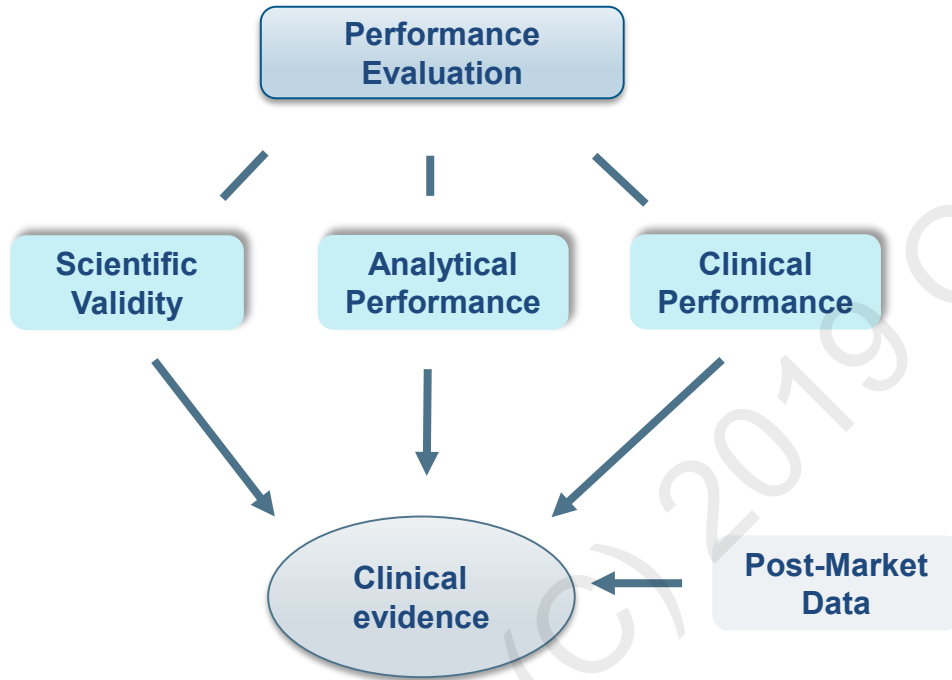 Performance
Evaluation
Scientific
Validity
Analytical
Performance
Clinical
Performance
Clinical
evidence
Post-Market
Data
(C) 2019